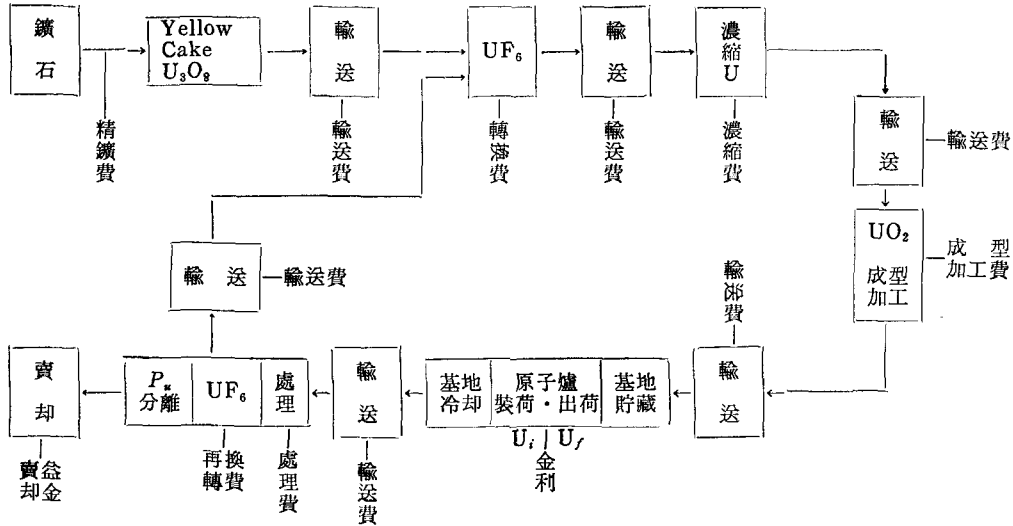 鑛石
Yellow
Cake
U₃O₈
輸送
UF₆
輸送
濃縮U
精鑛費
輸送費
轉換費
輸送費
濃縮費
輸送
輸送費
UO₂
成型
加工
成型
加工費
輸送
輸送費
輸送費
賣却
Pᵤ
分離
UF₆
處理
輸送
基地
冷却
原子爐
裝荷・出荷
基地
貯藏
輸送
Uᵢ
U_f
金利
賣却
益金
再轉
換費
處理費
輸送費